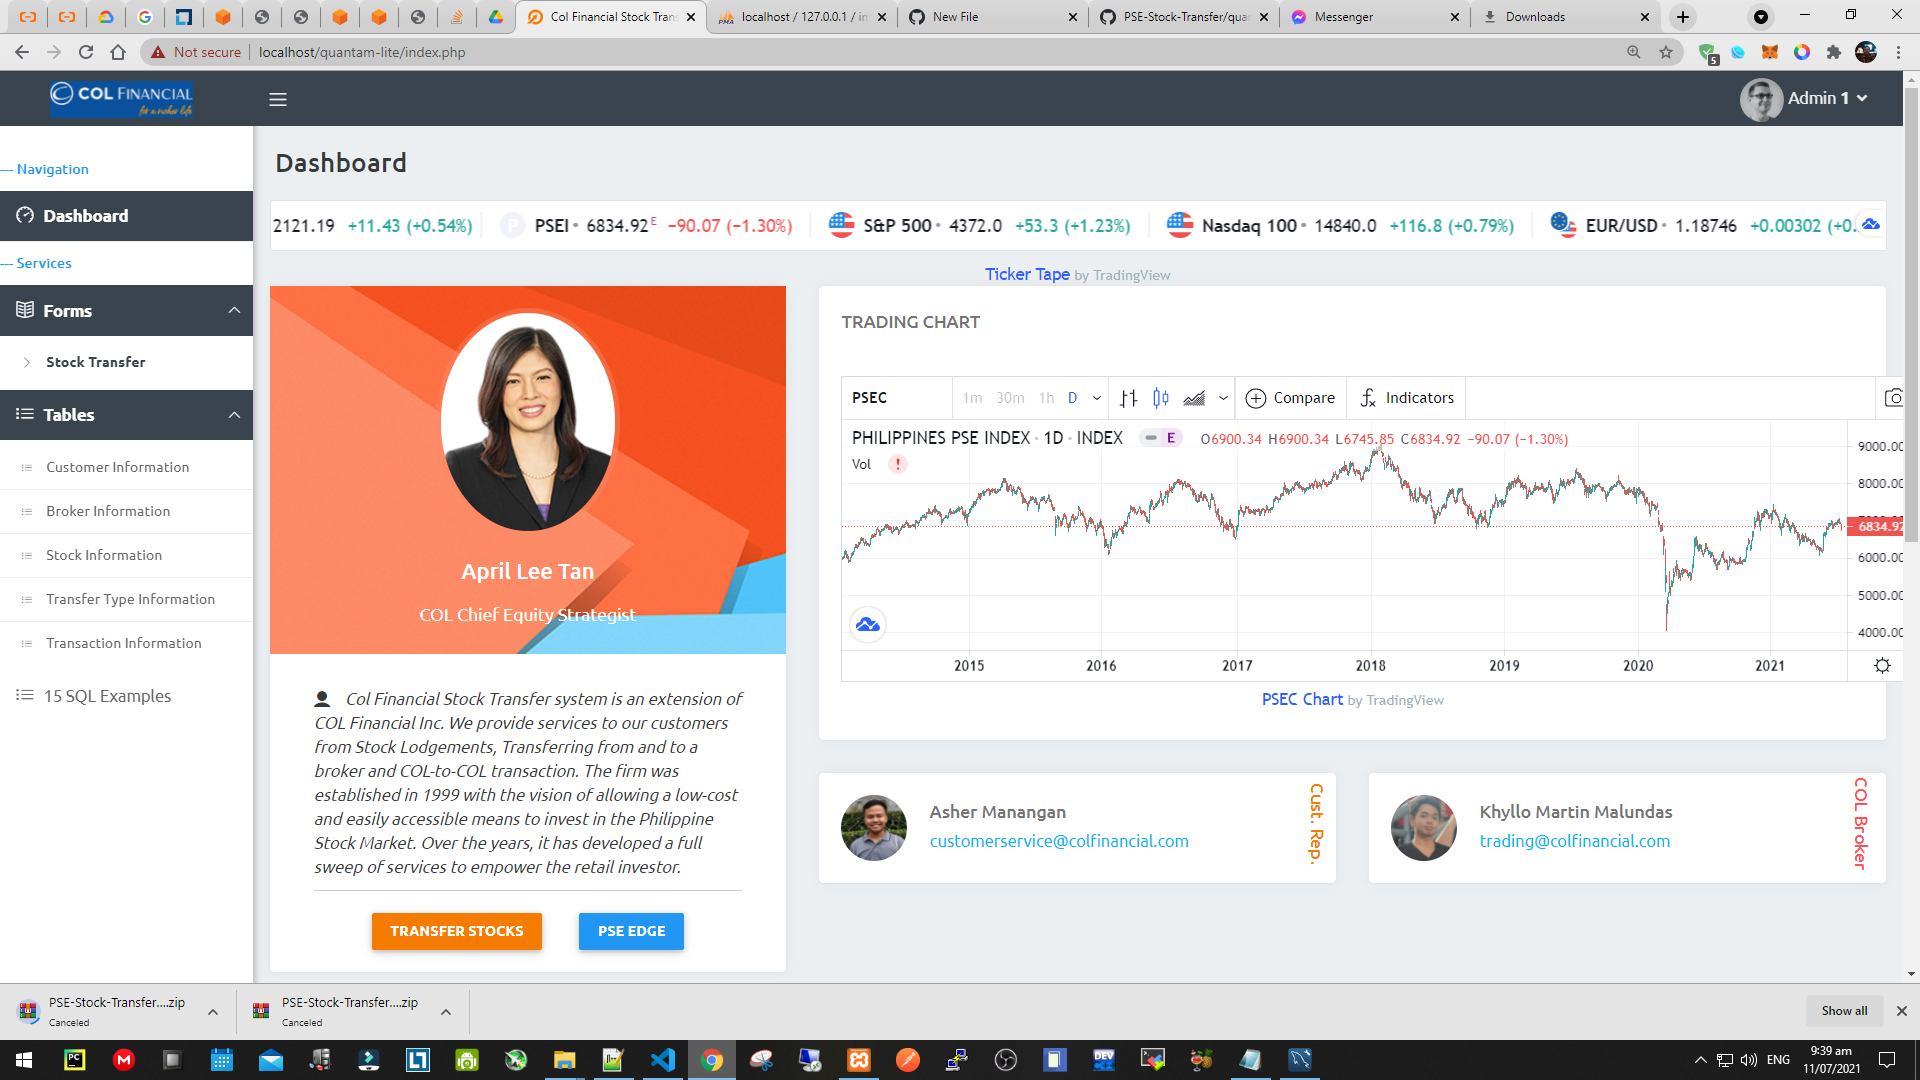 Col Financial Stock Trans
localhost / 127.0.0.1 / in
New File
PSE-Stock-Transfer/quar
Messenger
Downloads
Not secure
localhost/quantam-lite/index.php
5
COL FINANCIAL
for a richer life
Admin 1
--- Navigation
Dashboard
--- Services
Forms
Stock Transfer
Tables
Customer Information
Broker Information
Stock Information
Transfer Type Information
Transaction Information
15 SQL Examples
Dashboard
2121.19 +11.43 (+0.54%)
P PSEI • 6834.92 E −90.07 (−1.30%)
S&P 500 • 4372.0 +53.3 (+1.23%)
Nasdaq 100 • 14840.0 +116.8 (+0.79%)
EUR/USD • 1.18746 +0.00302 (+0.
Ticker Tape by TradingView
April Lee Tan
COL Chief Equity Strategist
Col Financial Stock Transfer system is an extension of
COL Financial Inc. We provide services to our customers
from Stock Lodgements, Transferring from and to a
broker and COL-to-COL transaction. The firm was
established in 1999 with the vision of allowing a low-cost
and easily accessible means to invest in the Philippine
Stock Market. Over the years, it has developed a full
sweep of services to empower the retail investor.
TRANSFER STOCKS
PSE EDGE
TRADING CHART
PSEC
1m 30m 1h D
Compare
Indicators
PHILIPPINES PSE INDEX · 1D · INDEX
E
O6900.34 H6900.34 L6745.85 C6834.92 −90.07 (−1.30%)
Vol !
9000.00
8000.00
6834.92
6000.00
5000.00
4000.00
2015 2016 2017 2018 2019 2020 2021
PSEC Chart by TradingView
Asher Manangan
customerservice@colfinancial.com
Cust. Rep.
Khyllo Martin Malundas
trading@colfinancial.com
COL Broker
PSE-Stock-Transfer....zip
Canceled
PSE-Stock-Transfer....zip
Canceled
Show all
ENG
9:39 am
11/07/2021